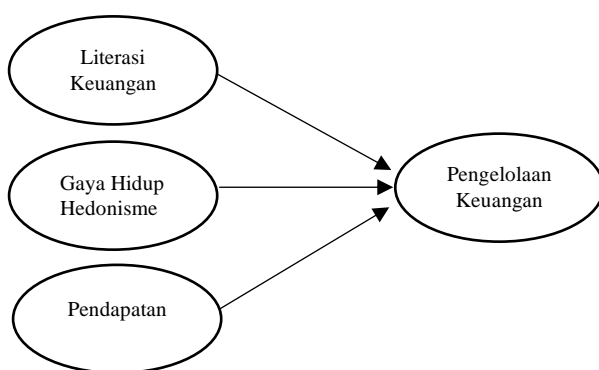 Literasi
Keuangan
Gaya Hidup
Hedonisme
Pendapatan
Pengelolaan
Keuangan